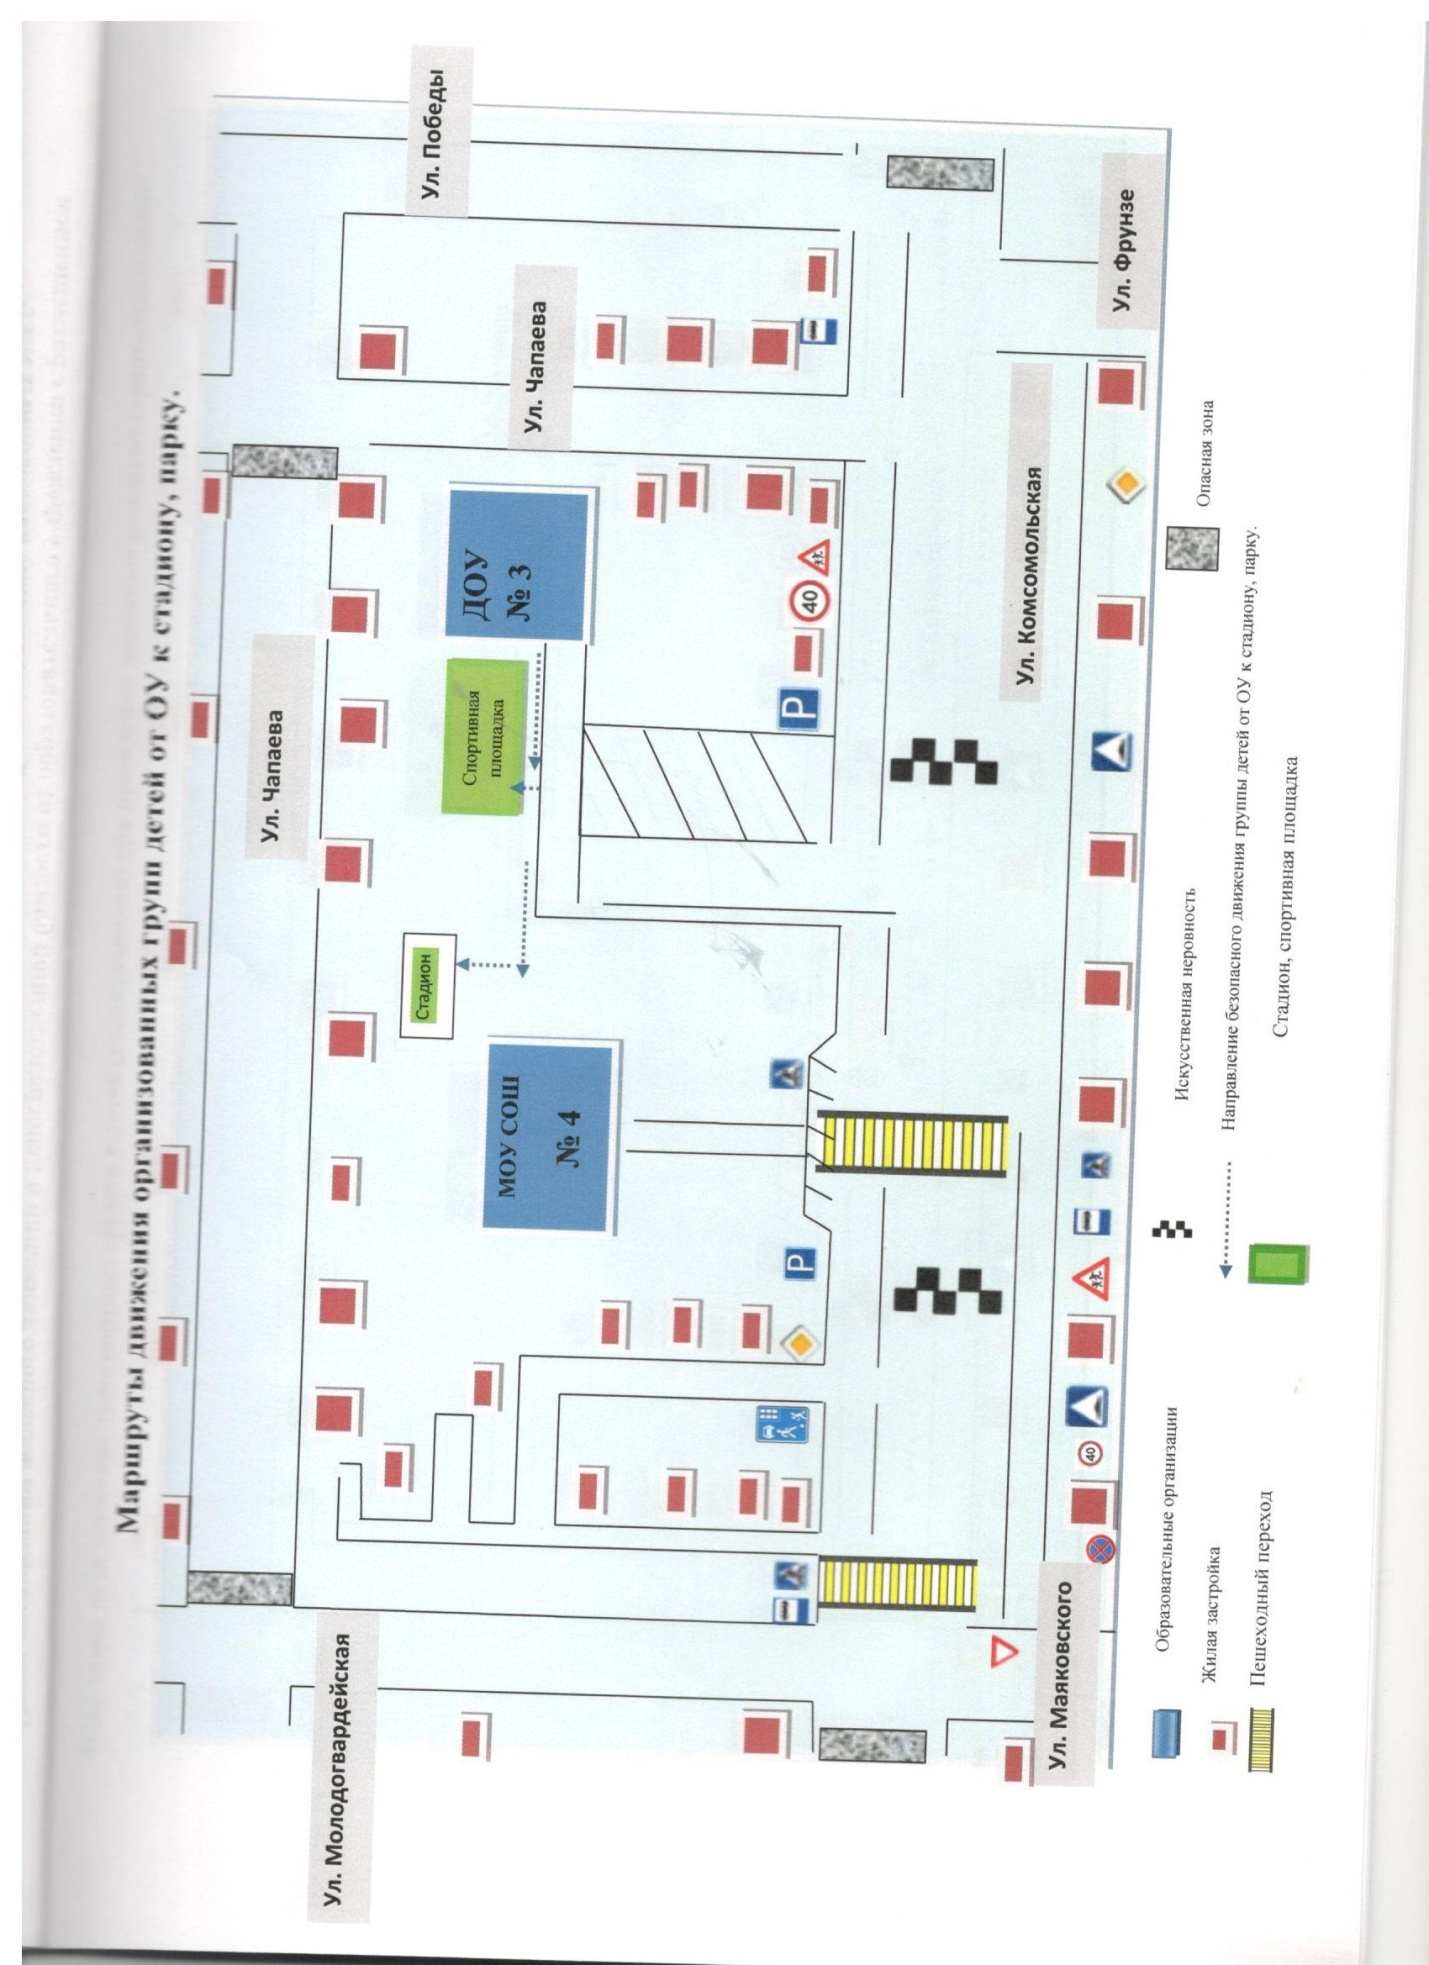 Маршруты движения организованных групп детей от ОУ к стадиону, парку.
Ул. Молодогвардейская
Ул. Чапаева
Ул. Победы
Ул. Чапаева
Стадион
Спортивная
площадка
ДОУ
№ 3
МОУ СОШ
№ 4
P
P
40
Ул. Комсомольская
Ул. Маяковского
Ул. Фрунзе
40
Образовательные организации
Искусственная неровность
Опасная зона
Жилая застройка
Направление безопасного движения группы детей от ОУ к стадиону, парку.
Пешеходный переход
Стадион, спортивная площадка